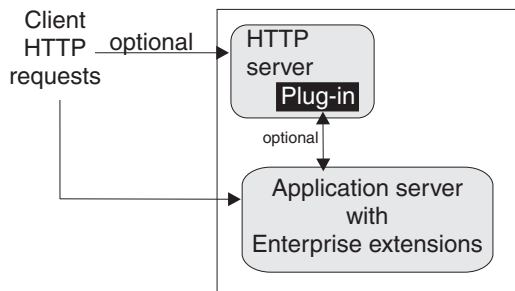 Client
HTTP
requests
optional
HTTP
server
Plug-in
optional
Application server
with
Enterprise extensions